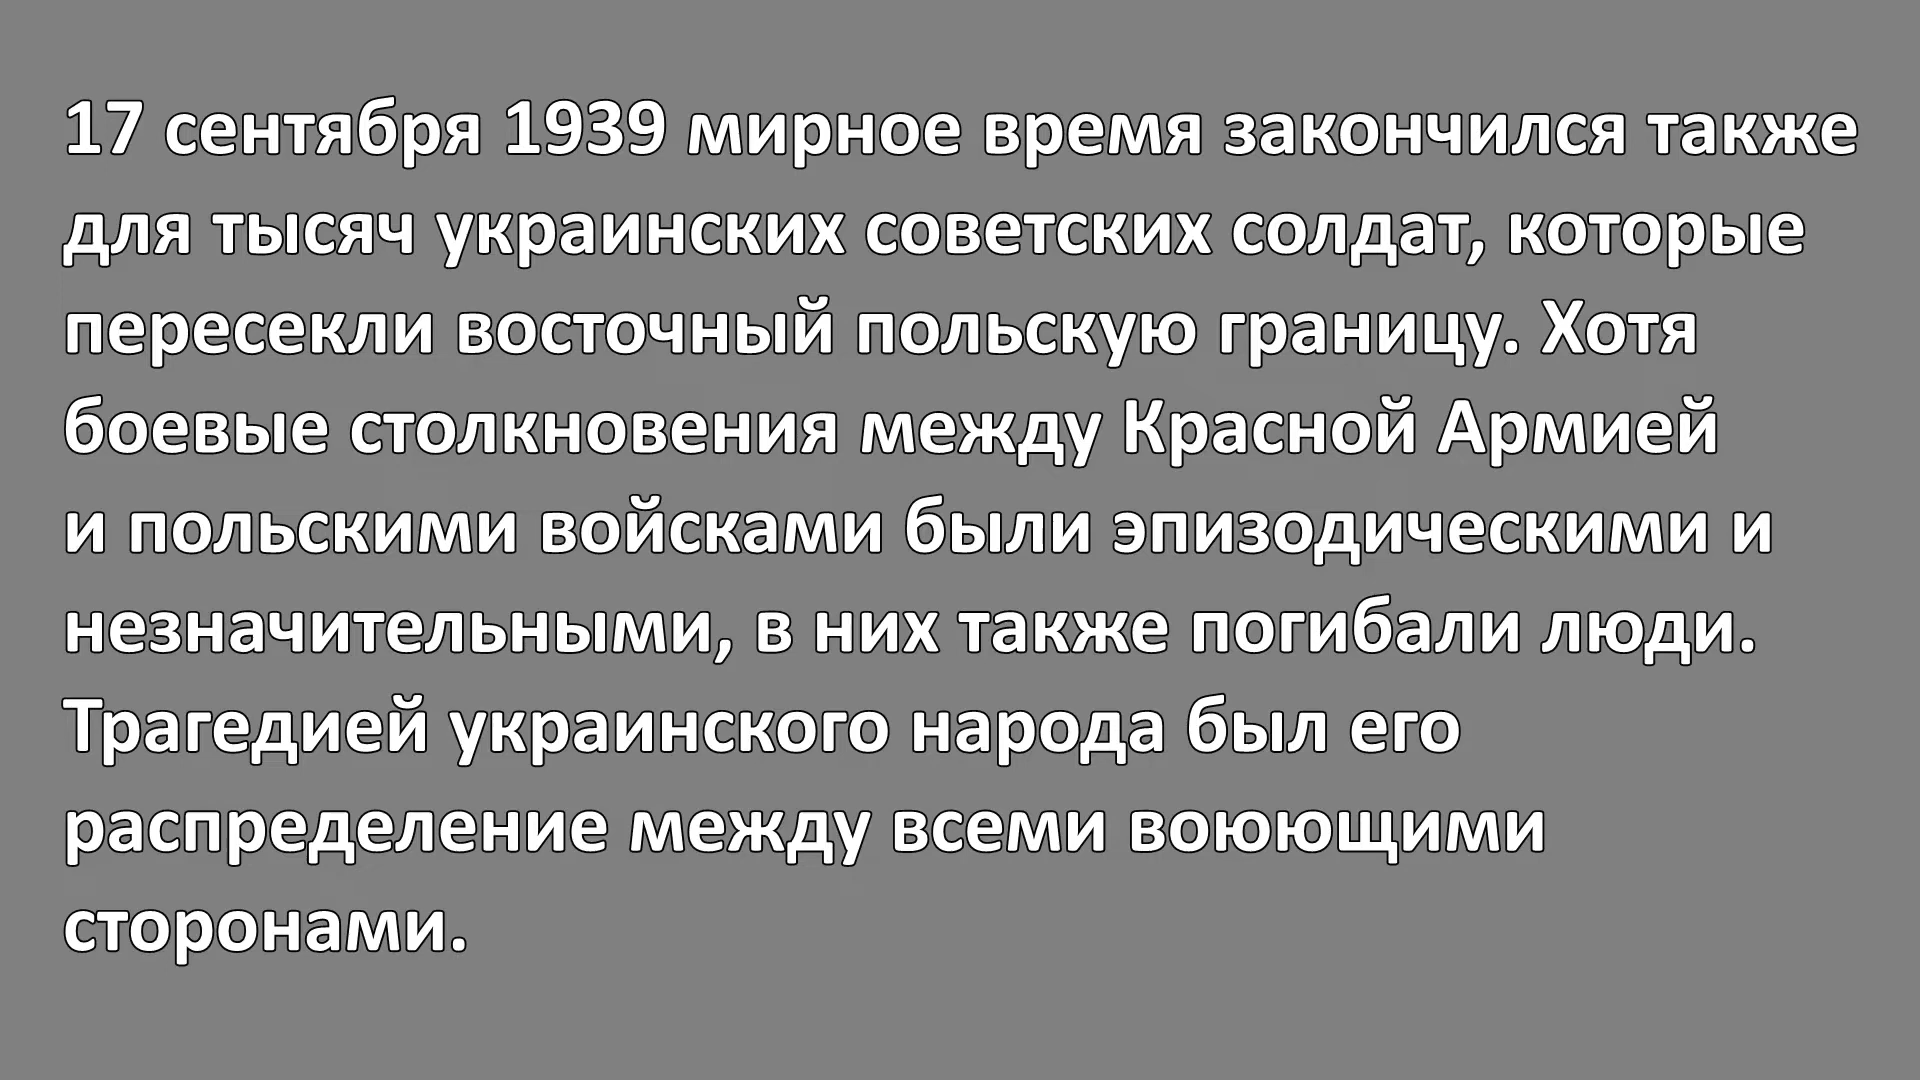 17 сентября 1939 мирное время закончился также
для тысяч украинских советских солдат, которые
пересекли восточный польскую границу. Хотя
боевые столкновения между Красной Армией
и польскими войсками были эпизодическими и
незначительными, в них также погибали люди.
Трагедией украинского народа был его
распределение между всеми воюющими
сторонами.